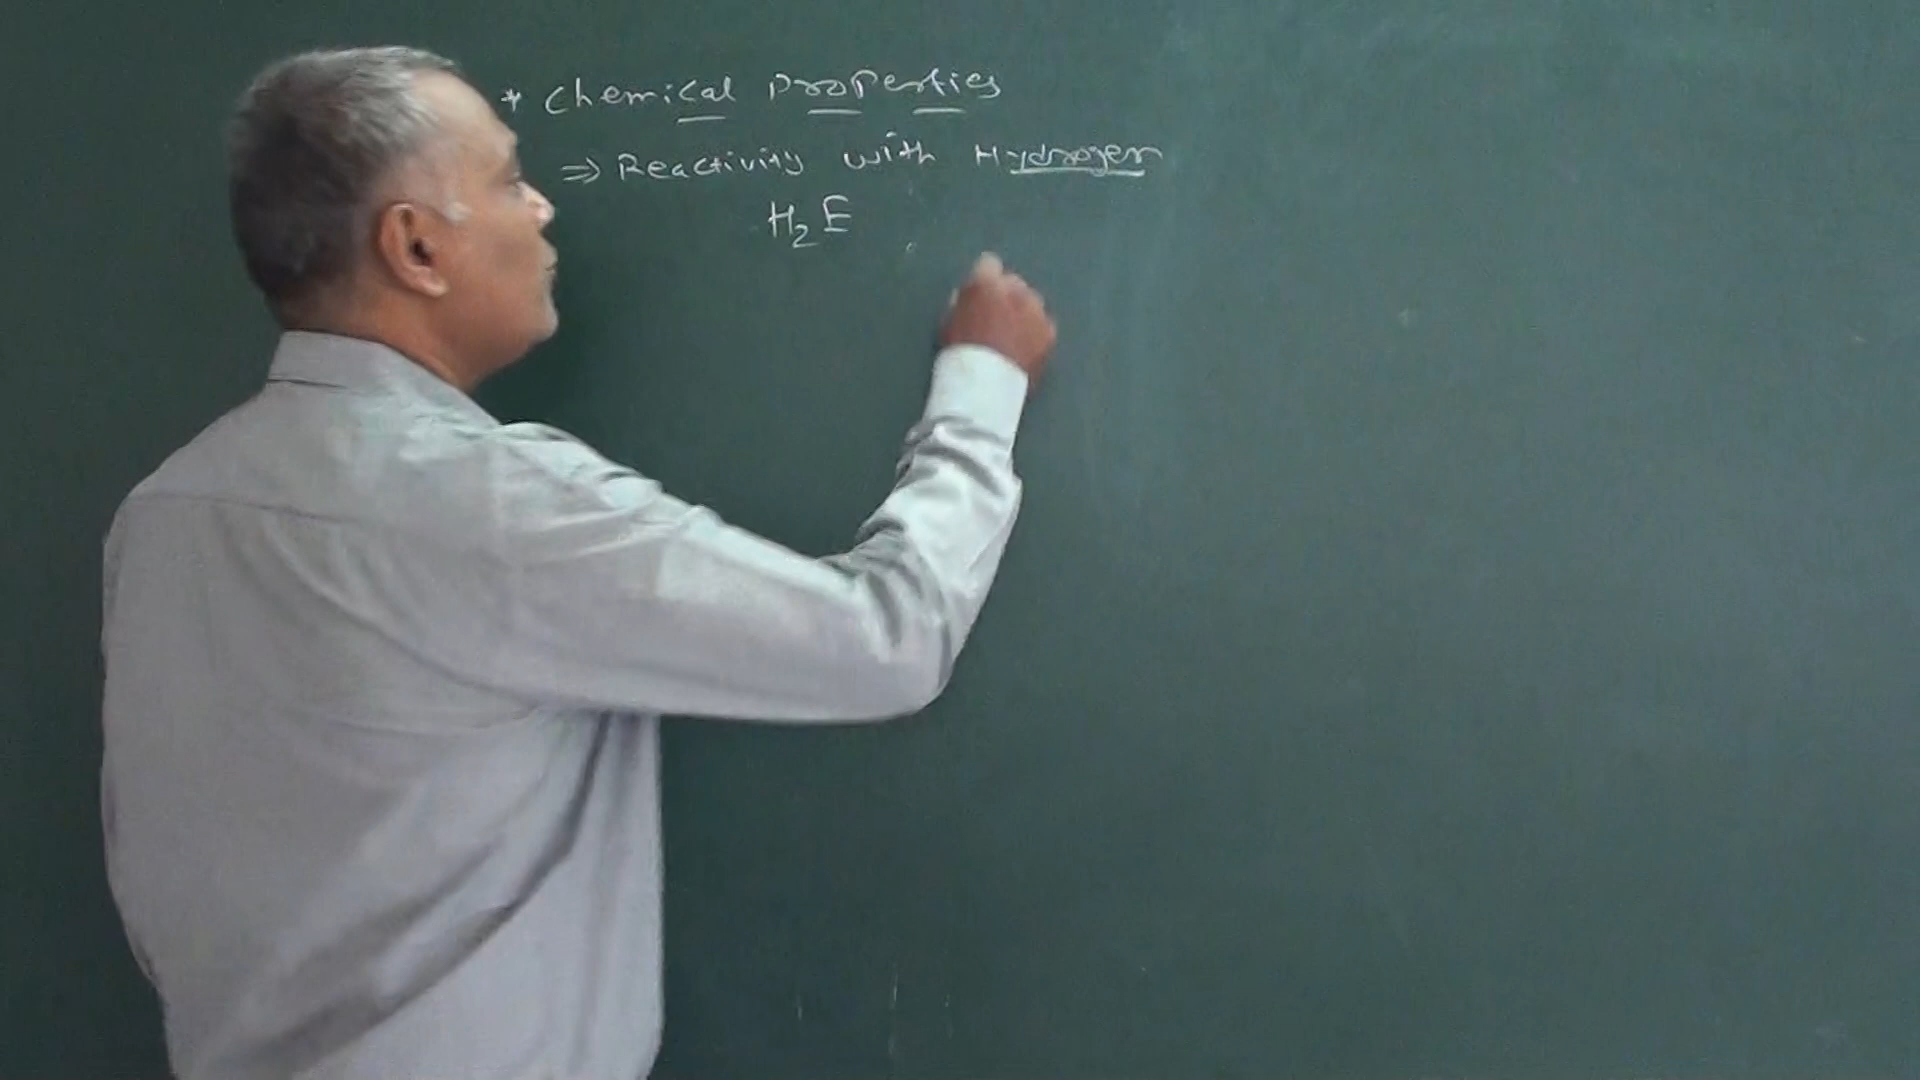 * Chemical Properties
⇒ Reactivity with Hydrogen
H₂E